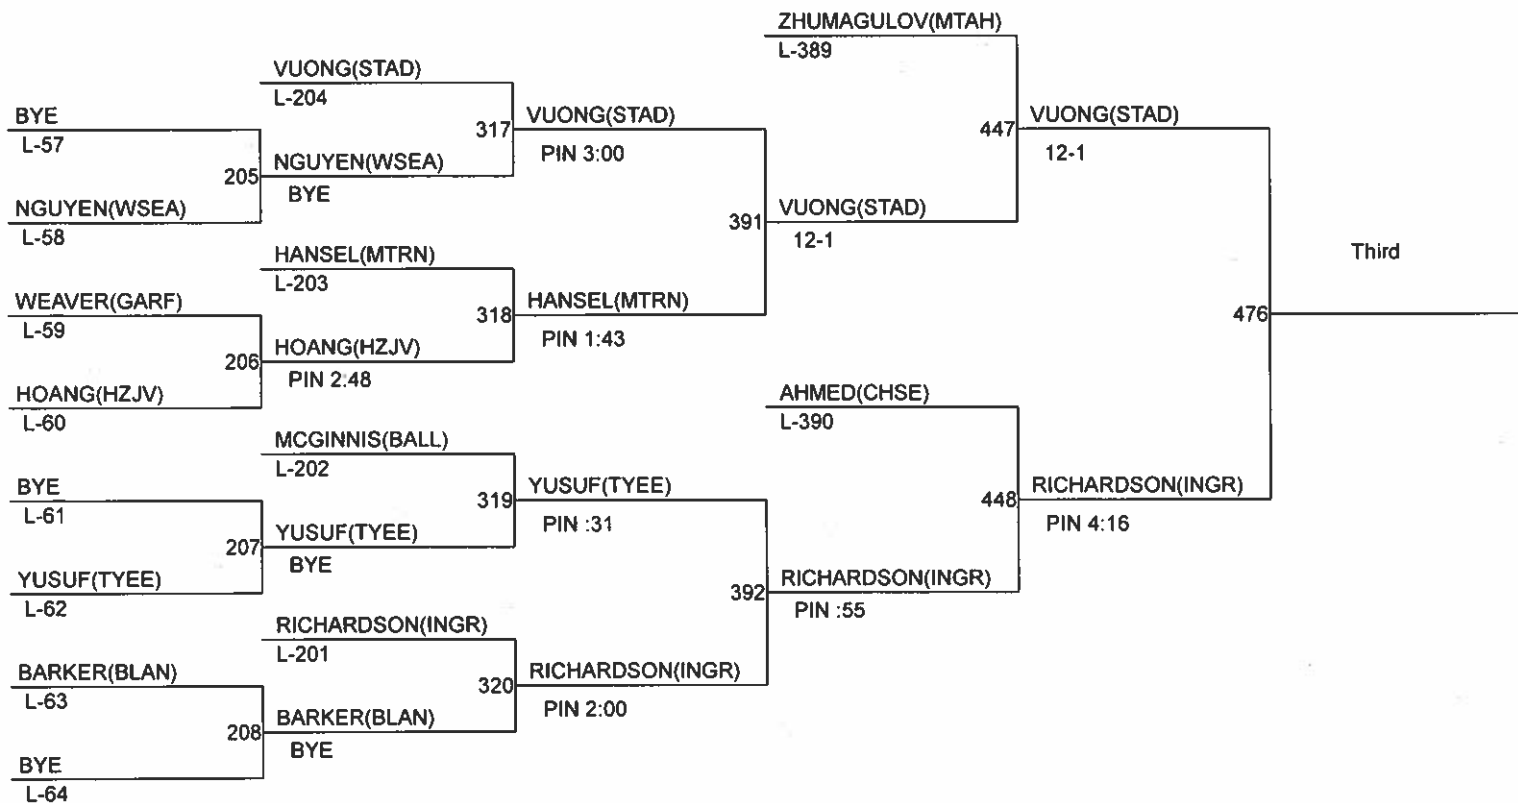 ZHUMAGULOV(MTAH)
L-389
VUONG(STAD)
L-204
BYE
L-57
317
VUONG(STAD)
PIN 3:00
447
VUONG(STAD)
12-1
205
NGUYEN(WSEA)
BYE
NGUYEN(WSEA)
L-58
391
VUONG(STAD)
12-1
HANSEL(MTRN)
L-203
Third
WEAVER(GARF)
L-59
318
HANSEL(MTRN)
PIN 1:43
476
206
HOANG(HZJV)
PIN 2:48
HOANG(HZJV)
L-60
AHMED(CHSE)
L-390
MCGINNIS(BALL)
L-202
BYE
L-61
319
YUSUF(TYEE)
PIN :31
448
RICHARDSON(INGR)
PIN 4:16
207
YUSUF(TYEE)
BYE
YUSUF(TYEE)
L-62
392
RICHARDSON(INGR)
PIN :55
RICHARDSON(INGR)
L-201
BARKER(BLAN)
L-63
320
RICHARDSON(INGR)
PIN 2:00
208
BARKER(BLAN)
BYE
BYE
L-64